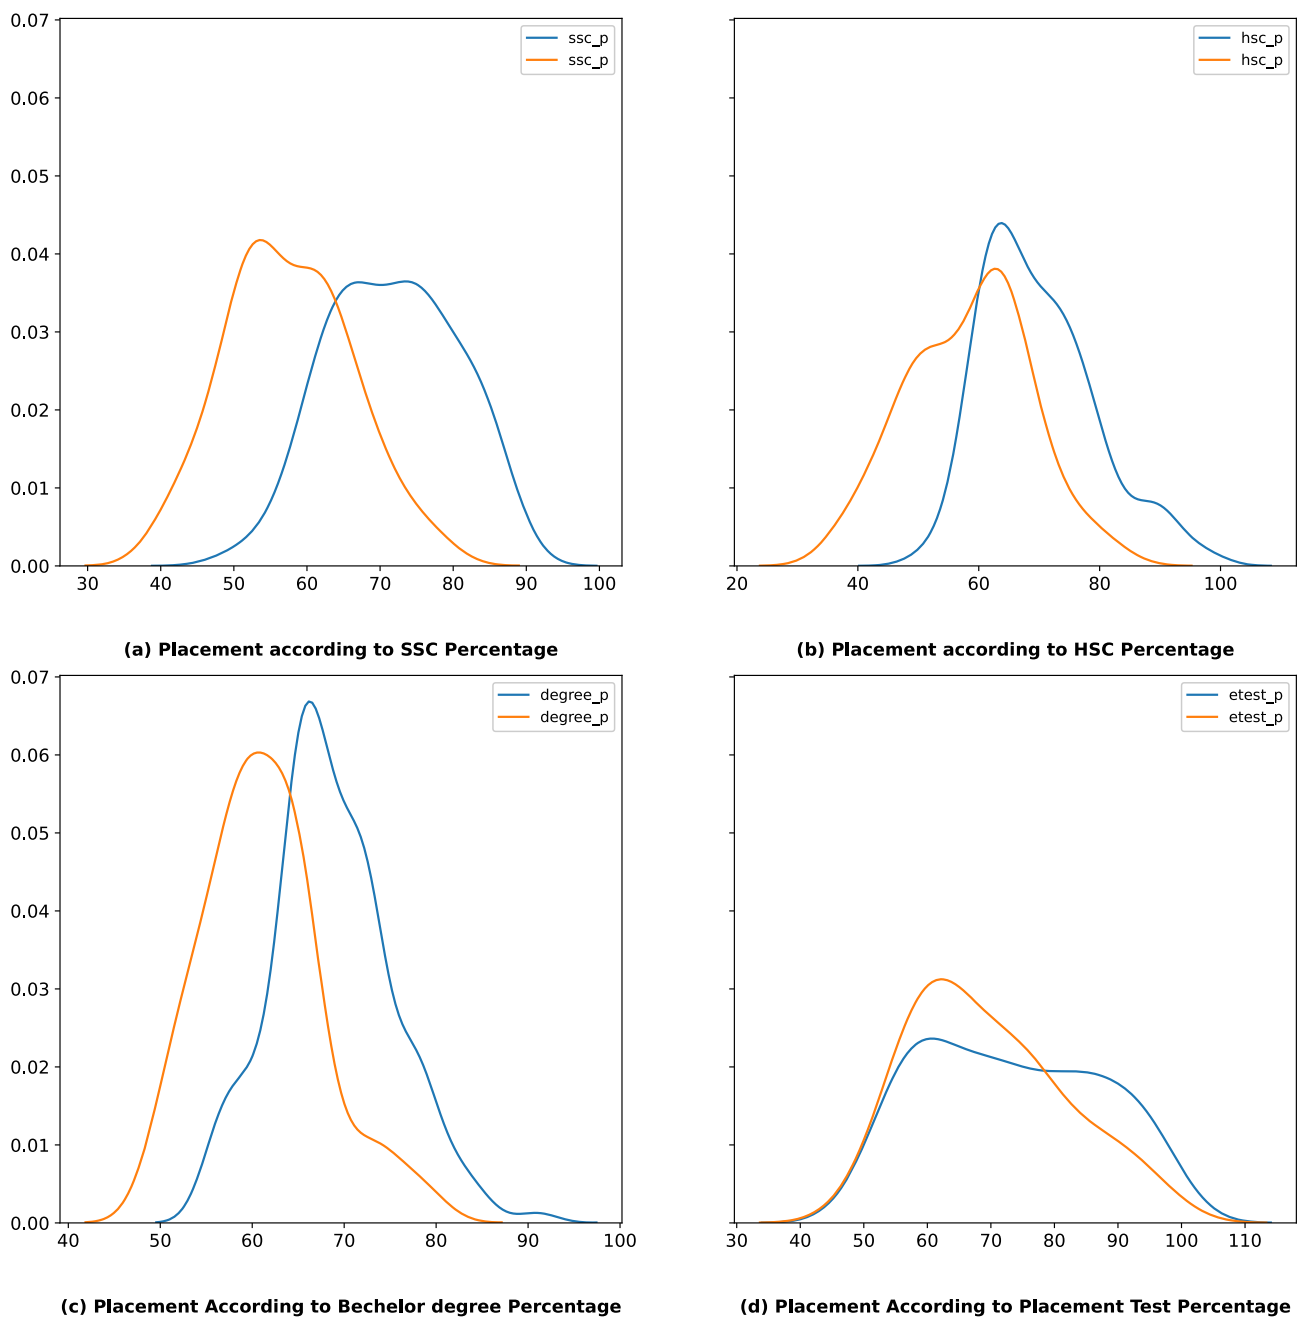 0.07
0.06
0.05
0.04
0.03
0.02
0.01
0.00
30 40 50 60 70 80 90 100
ssc_p
ssc_p
(a) Placement according to SSC Percentage
20 40 60 80 100
hsc_p
hsc_p
(b) Placement according to HSC Percentage
0.07
0.06
0.05
0.04
0.03
0.02
0.01
0.00
40 50 60 70 80 90 100
degree_p
degree_p
(c) Placement According to Bechelor degree Percentage
30 40 50 60 70 80 90 100 110
etest_p
etest_p
(d) Placement According to Placement Test Percentage